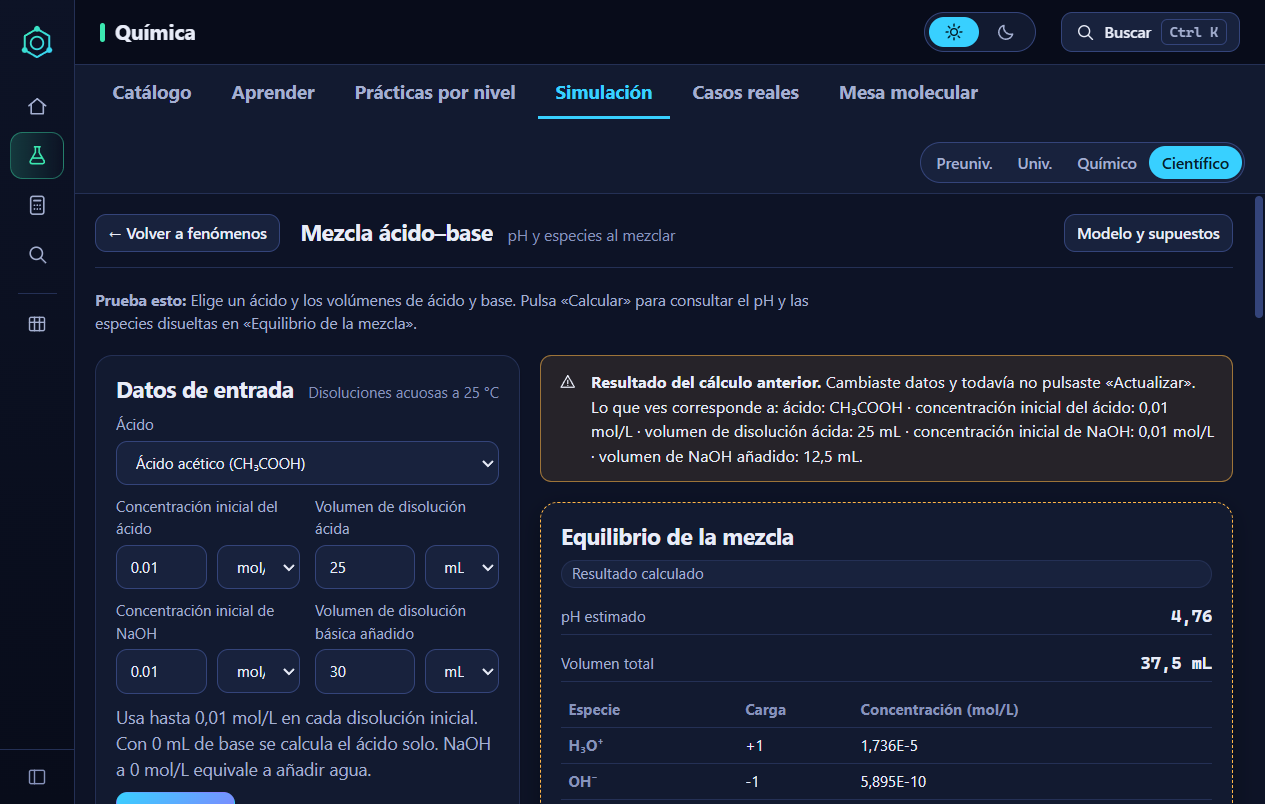 Química
Buscar Ctrl K
Catálogo Aprender Prácticas por nivel Simulación Casos reales Mesa molecular
Preuniv. Univ. Químico Científico
← Volver a fenómenos Mezcla ácido–base pH y especies al mezclar Modelo y supuestos
Prueba esto: Elige un ácido y los volúmenes de ácido y base. Pulsa «Calcular» para consultar el pH y las
especies disueltas en «Equilibrio de la mezcla».
Datos de entrada Disoluciones acuosas a 25 °C
Ácido
Ácido acético (CH₃COOH)
Concentración inicial del
ácido
Volumen de disolución
ácida
0.01 mol/ 25 mL
Concentración inicial de
NaOH
Volumen de disolución
básica añadido
0.01 mol/ 30 mL
Usa hasta 0,01 mol/L en cada disolución inicial.
Con 0 mL de base se calcula el ácido solo. NaOH
a 0 mol/L equivale a añadir agua.
⚠ Resultado del cálculo anterior. Cambiaste datos y todavía no pulsaste «Actualizar».
Lo que ves corresponde a: ácido: CH₃COOH · concentración inicial del ácido: 0,01
mol/L · volumen de disolución ácida: 25 mL · concentración inicial de NaOH: 0,01 mol/L
· volumen de NaOH añadido: 12,5 mL.
Equilibrio de la mezcla
Resultado calculado
pH estimado 4,76
Volumen total 37,5 mL
Especie Carga Concentración (mol/L)
H₃O⁺ +1 1,736E-5
OH⁻ -1 5,895E-10